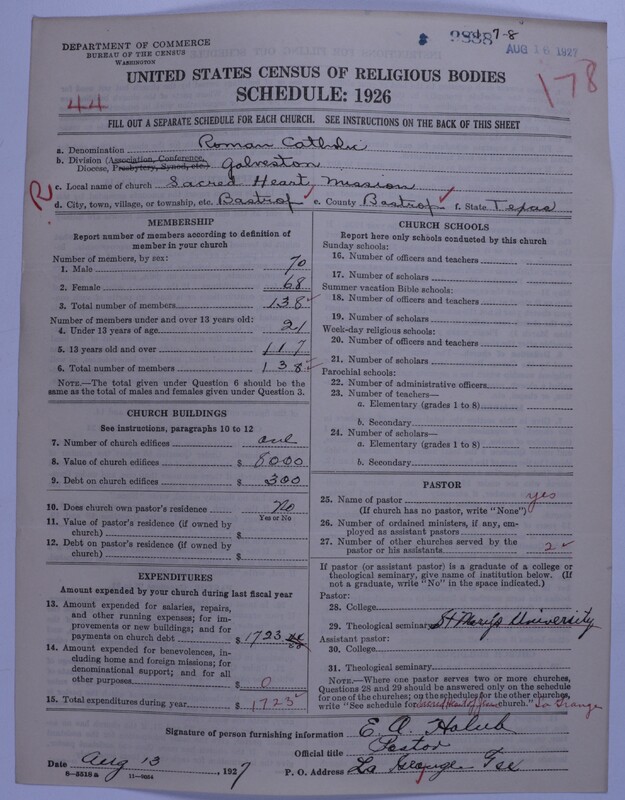 7-8
DEPARTMENT OF COMMERCE
BUREAU OF THE CENSUS
WASHINGTON
AUG 16 1927
UNITED STATES CENSUS OF RELIGIOUS BODIES
SCHEDULE: 1926
44
178
FILL OUT A SEPARATE SCHEDULE FOR EACH CHURCH. SEE INSTRUCTIONS ON THE BACK OF THIS SHEET
a. Denomination Roman Catholic
b. Division (Association, Conference,
Diocese, Presbytery, Synod, etc.) Galveston
c. Local name of church Sacred Heart Mission
R
d. City, town, village, or township, etc. Bastrop e. County Bastrop f. State Texas
MEMBERSHIP
Report number of members according to definition of
member in your church
Number of members, by sex:
1. Male 70
2. Female 68
3. Total number of members 138
Number of members under and over 13 years old:
4. Under 13 years of age 21
5. 13 years old and over 117
6. Total number of members 138
NOTE.—The total given under Question 6 should be the
same as the total of males and females given under Question 3.
CHURCH BUILDINGS
See instructions, paragraphs 10 to 12
7. Number of church edifices one
8. Value of church edifices $ 8000
9. Debt on church edifices $ 300
10. Does church own pastor's residence No
Yes or No
11. Value of pastor's residence (if owned by
church) $
12. Debt on pastor's residence (if owned by
church) $
EXPENDITURES
Amount expended by your church during last fiscal year
13. Amount expended for salaries, repairs,
and other running expenses; for im-
provements or new buildings; and for
payments on church debt $ 1723
14. Amount expended for benevolences, in-
cluding home and foreign missions; for
denominational support; and for all
other purposes $ 0
15. Total expenditures during year $ 1723
CHURCH SCHOOLS
Report here only schools conducted by this church
Sunday schools:
16. Number of officers and teachers
17. Number of scholars
Summer vacation Bible schools:
18. Number of officers and teachers
19. Number of scholars
Week-day religious schools:
20. Number of officers and teachers
21. Number of scholars
Parochial schools:
22. Number of administrative officers
23. Number of teachers—
a. Elementary (grades 1 to 8)
b. Secondary
24. Number of scholars—
a. Elementary (grades 1 to 8)
b. Secondary
PASTOR
25. Name of pastor yes
(If church has no pastor, write "None")
26. Number of ordained ministers, if any, em-
ployed as assistant pastors
27. Number of other churches served by the
pastor or his assistants 2
If pastor (or assistant pastor) is a graduate of a college or
theological seminary, give name of institution below. (If
not a graduate, write "No" in the space indicated.)
Pastor:
28. College
29. Theological seminary St Marys University
Assistant pastor:
30. College
31. Theological seminary
NOTE.—Where one pastor serves two or more churches,
Questions 28 and 29 should be answered only on the schedule
for one of the churches; on the schedules for the other churches,
write "See schedule for Sacred Heart of Jesus church." La Grange
Signature of person furnishing information E. A. Holub
Official title Pastor
Date Aug 13, 1927 P. O. Address La Grange Tex
6-5516 a 11-9084